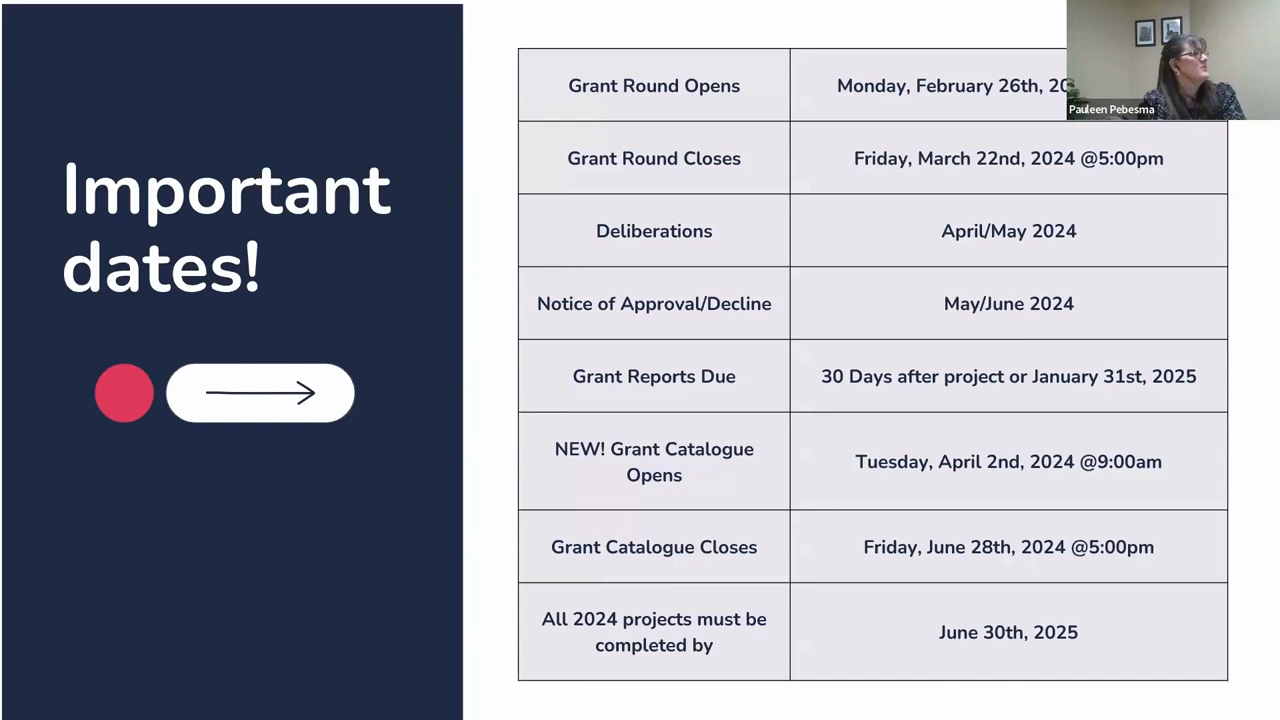 Important
dates!
Grant Round Opens
Monday, February 26th, 20
Pauleen Pebesma
Grant Round Closes
Friday, March 22nd, 2024 @5:00pm
Deliberations
April/May 2024
Notice of Approval/Decline
May/June 2024
Grant Reports Due
30 Days after project or January 31st, 2025
NEW! Grant Catalogue
Opens
Tuesday, April 2nd, 2024 @9:00am
Grant Catalogue Closes
Friday, June 28th, 2024 @5:00pm
All 2024 projects must be
completed by
June 30th, 2025